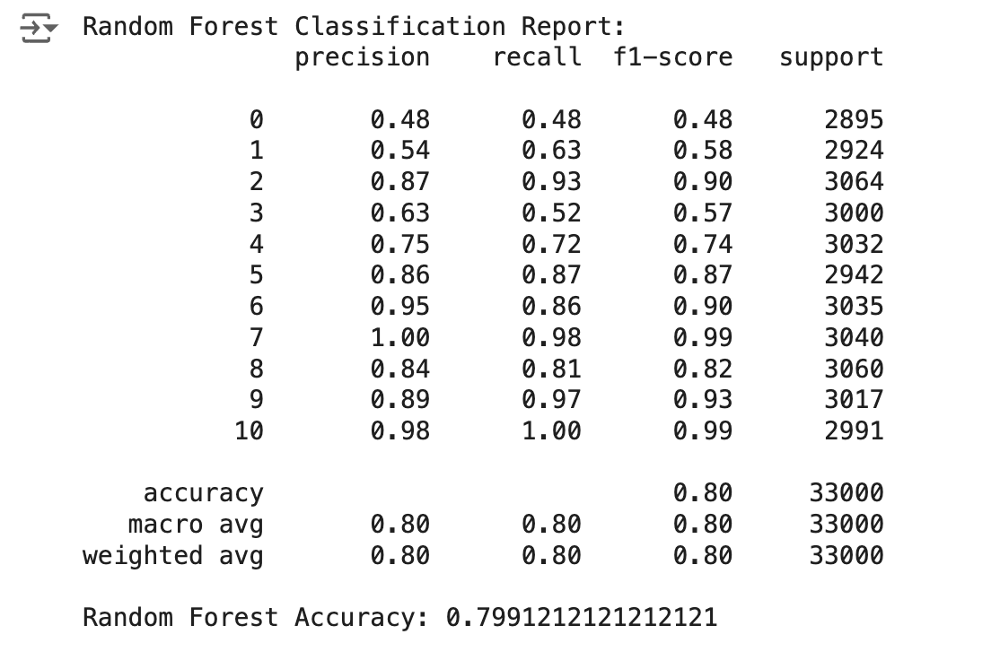 Random Forest Classification Report:
precision recall f1-score support
0 0.48 0.48 0.48 2895
1 0.54 0.63 0.58 2924
2 0.87 0.93 0.90 3064
3 0.63 0.52 0.57 3000
4 0.75 0.72 0.74 3032
5 0.86 0.87 0.87 2942
6 0.95 0.86 0.90 3035
7 1.00 0.98 0.99 3040
8 0.84 0.81 0.82 3060
9 0.89 0.97 0.93 3017
10 0.98 1.00 0.99 2991
accuracy 0.80 33000
macro avg 0.80 0.80 0.80 33000
weighted avg 0.80 0.80 0.80 33000
Random Forest Accuracy: 0.7991212121212121